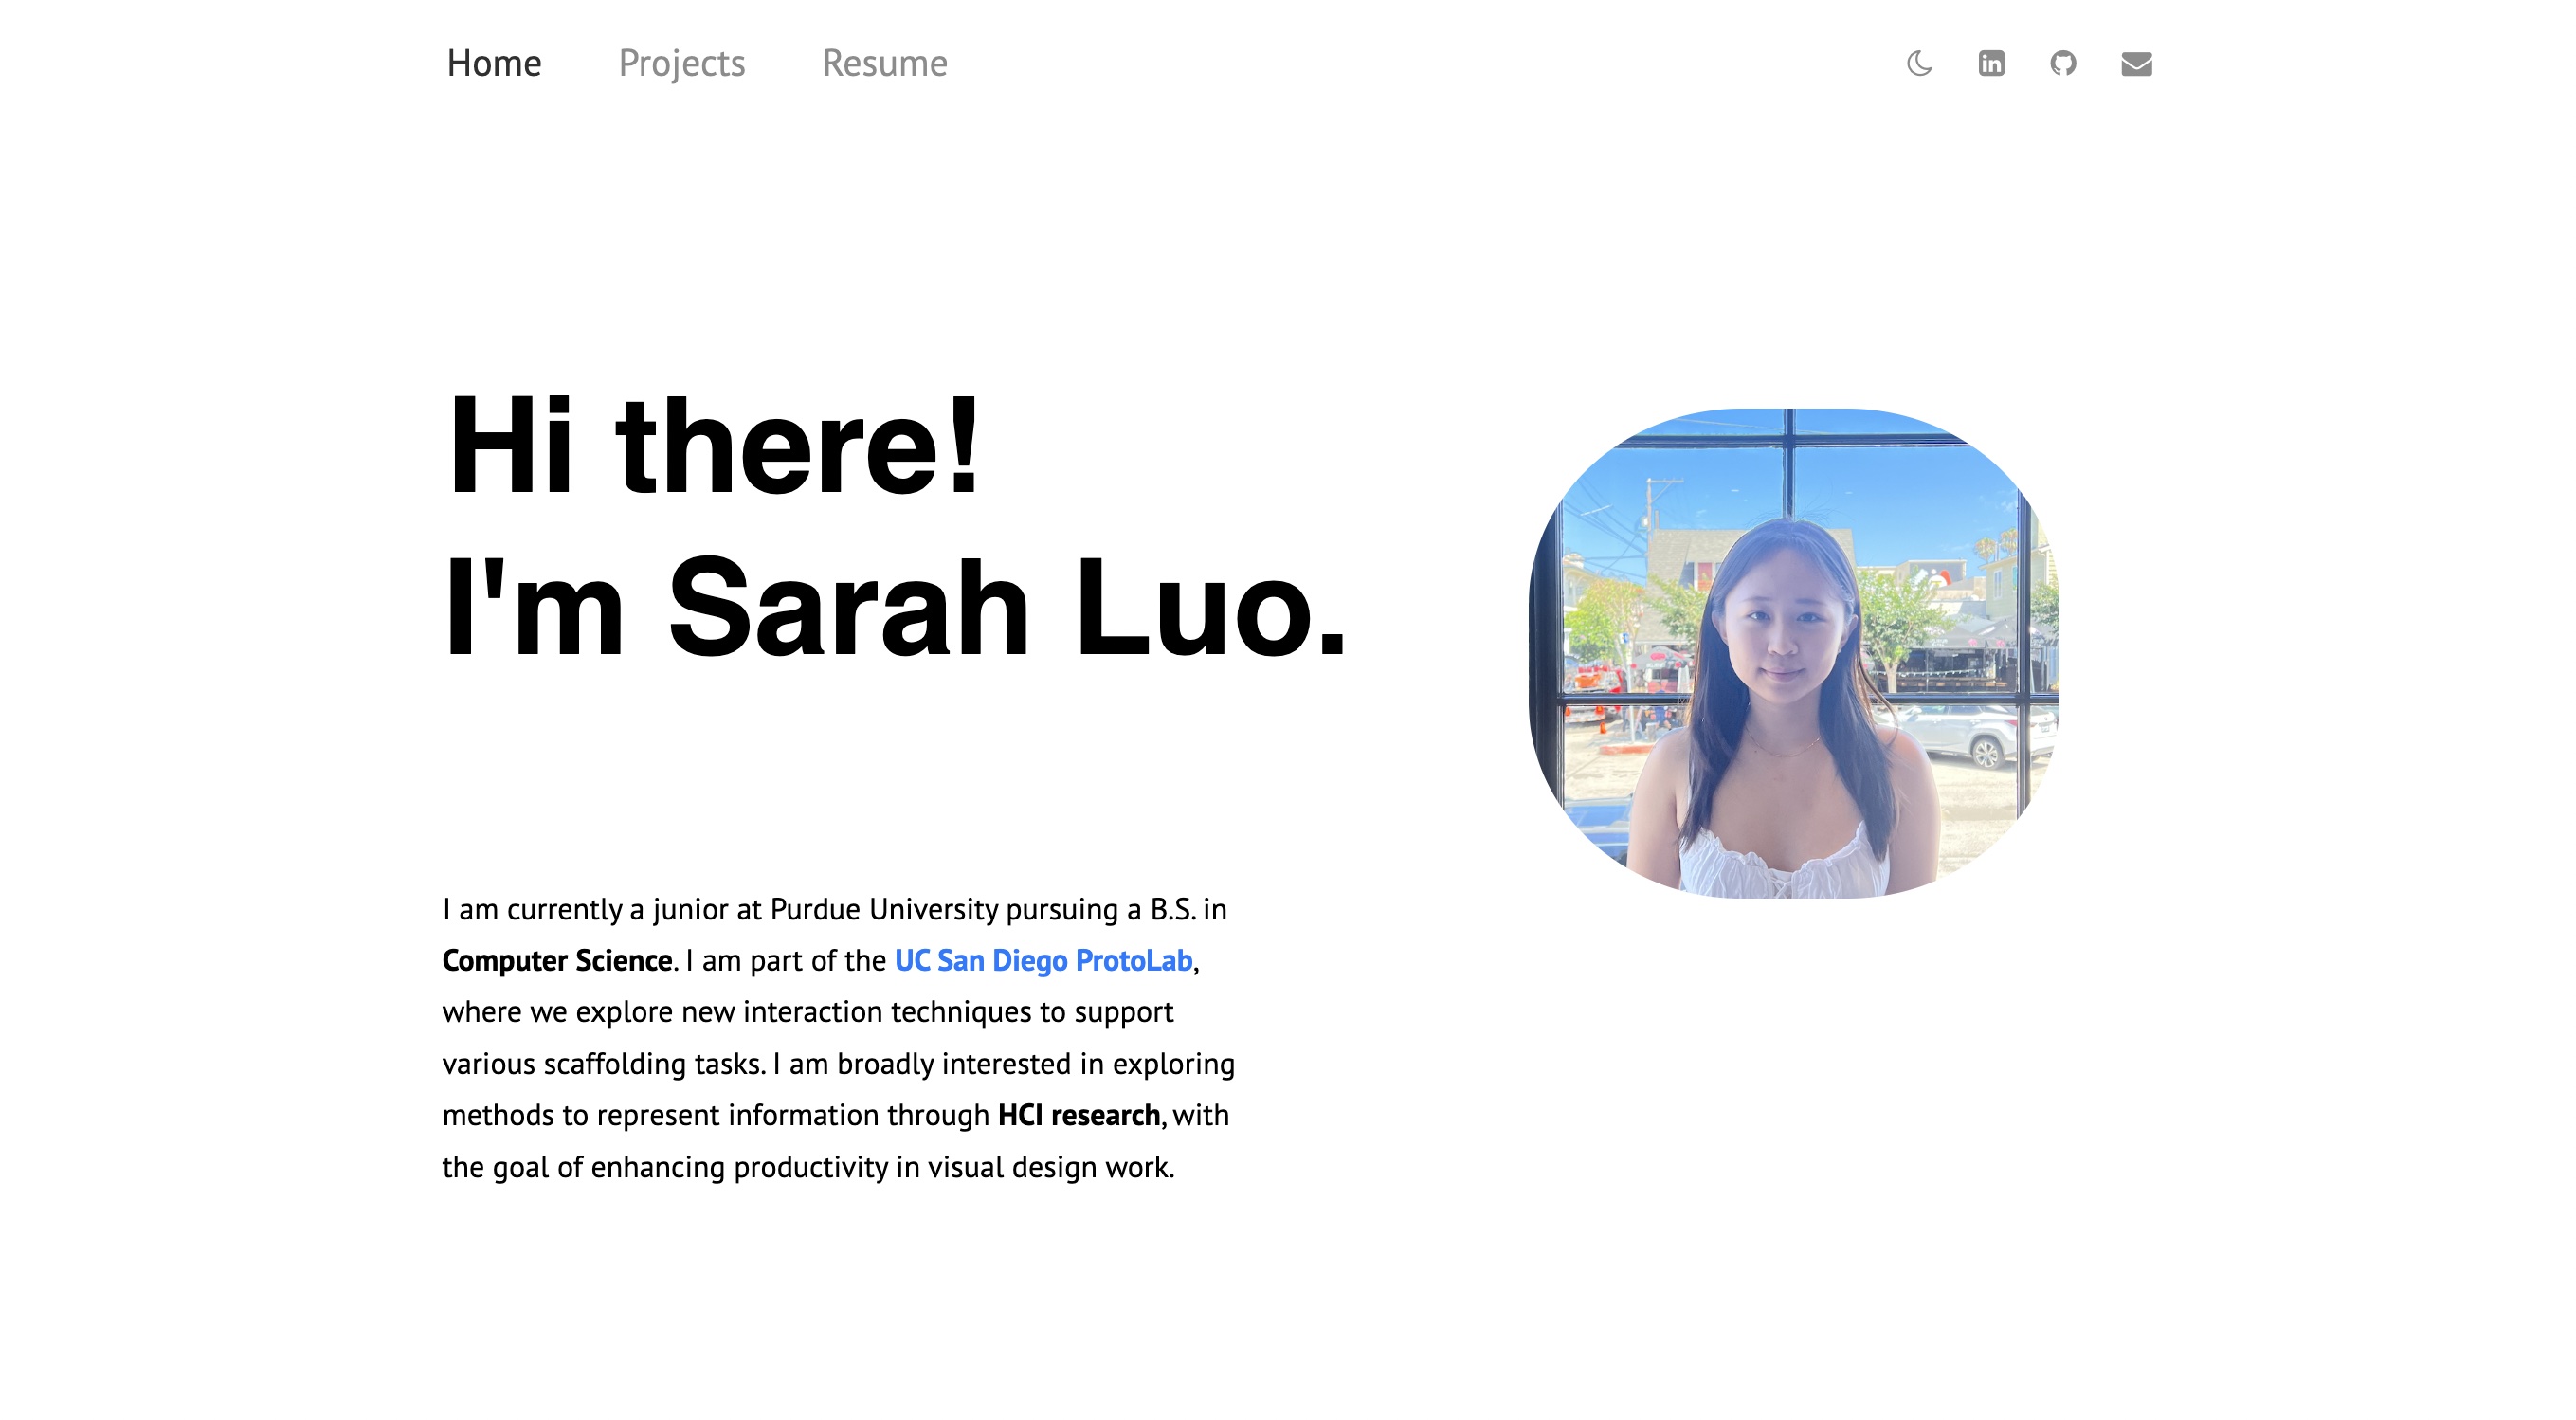 Home Projects Resume
Hi there!
I'm Sarah Luo.
I am currently a junior at Purdue University pursuing a B.S. in
Computer Science. I am part of the UC San Diego ProtoLab,
where we explore new interaction techniques to support
various scaffolding tasks. I am broadly interested in exploring
methods to represent information through HCI research, with
the goal of enhancing productivity in visual design work.